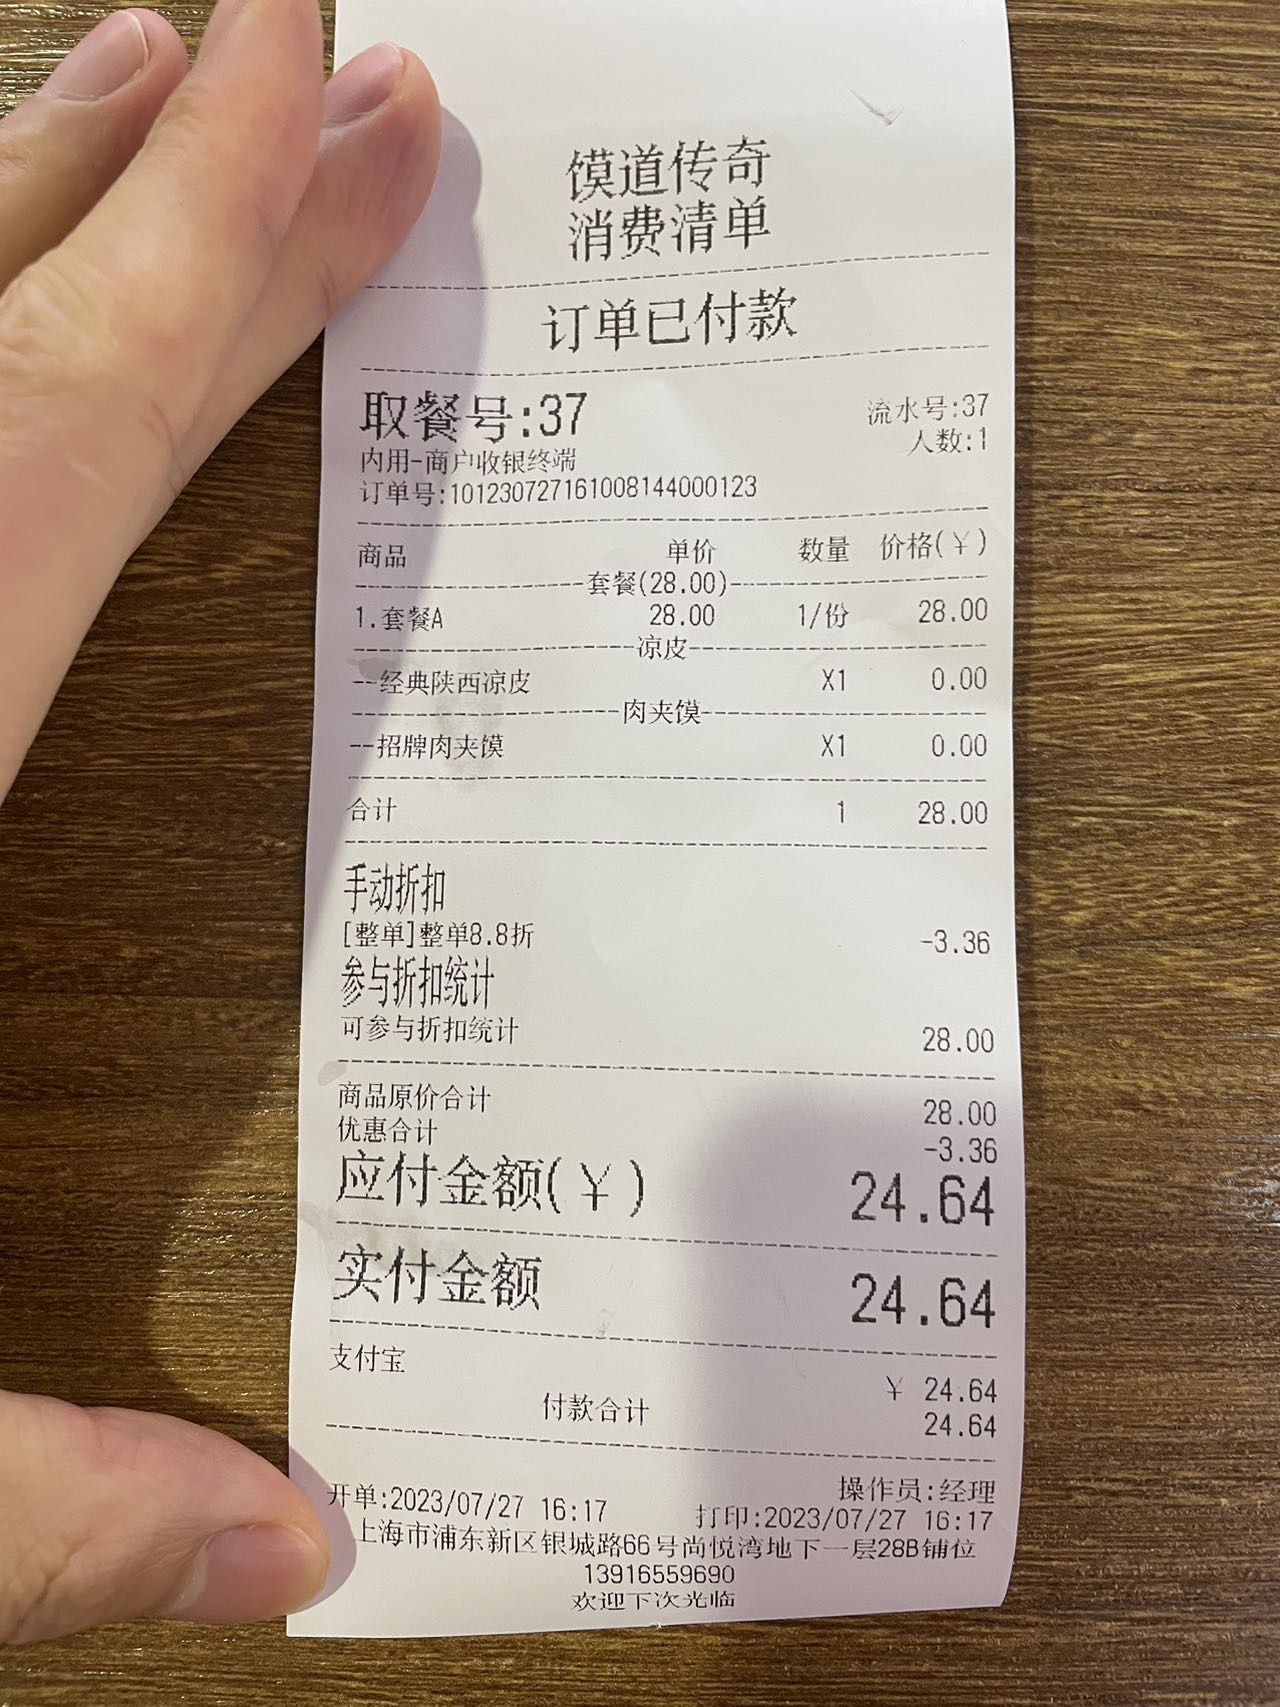 馍道传奇
消费清单
订单已付款
取餐号:37 流水号:37
人数:1
内用-商户收银终端
订单号:101230727161008144000123
商品 单价 数量 价格(￥)
套餐(28.00)
1.套餐A 28.00 1/份 28.00
凉皮
--经典陕西凉皮 X1 0.00
肉夹馍
--招牌肉夹馍 X1 0.00
合计 1 28.00
手动折扣
[整单]整单8.8折 -3.36
参与折扣统计
可参与折扣统计 28.00
商品原价合计 28.00
优惠合计 -3.36
应付金额(￥) 24.64
实付金额 24.64
支付宝 ￥ 24.64
付款合计 24.64
操作员:经理
开单:2023/07/27 16:17 打印:2023/07/27 16:17
上海市浦东新区银城路66号尚悦湾地下一层28B铺位
13916559690
欢迎下次光临